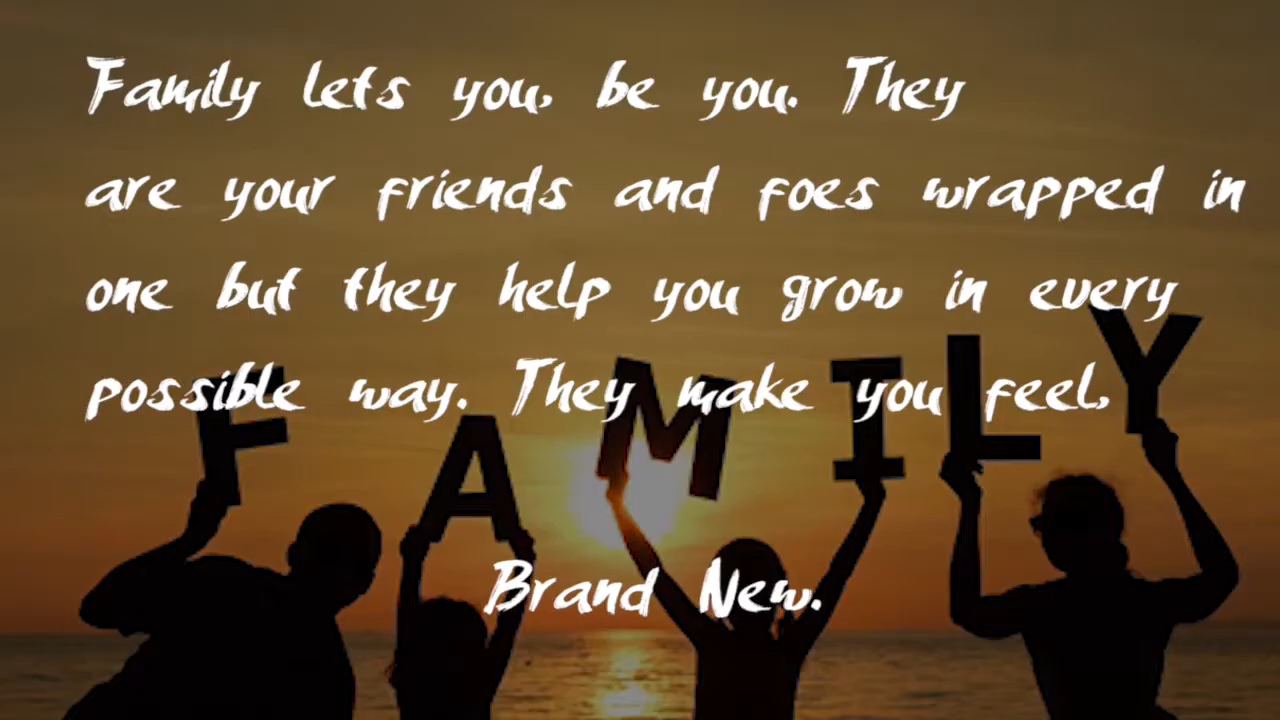 Family lets you, be you. They
are your friends and foes wrapped in
one but they help you grow in every
possible way. They make you feel,
FAMILY
Brand New.